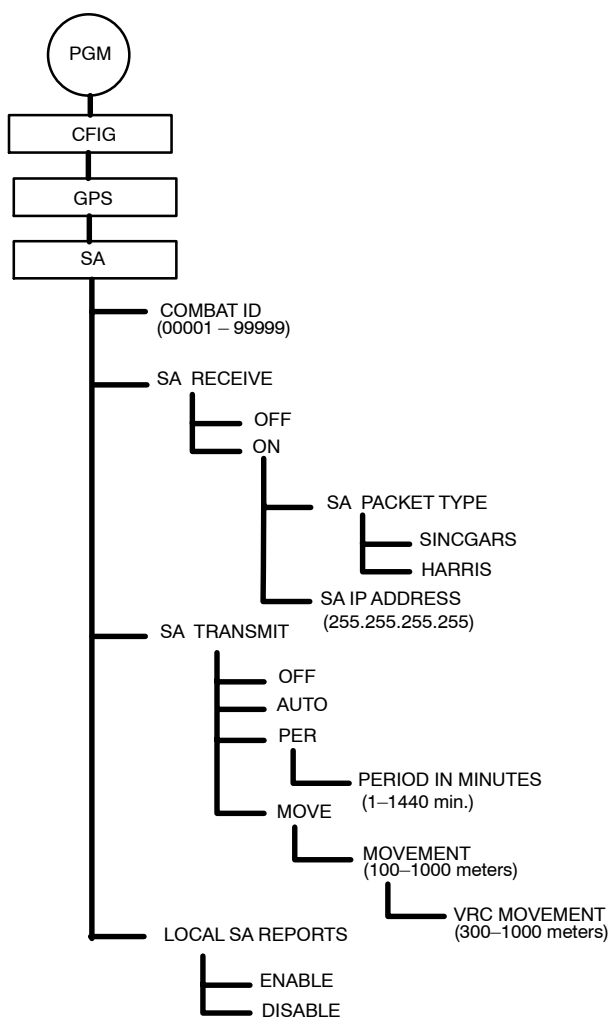 PGM
CFIG
GPS
SA
COMBAT ID
(00001 – 99999)
SA RECEIVE
OFF
ON
SA PACKET TYPE
SINCGARS
HARRIS
SA IP ADDRESS
(255.255.255.255)
SA TRANSMIT
OFF
AUTO
PER
PERIOD IN MINUTES
(1–1440 min.)
MOVE
MOVEMENT
(100–1000 meters)
VRC MOVEMENT
(300–1000 meters)
LOCAL SA REPORTS
ENABLE
DISABLE